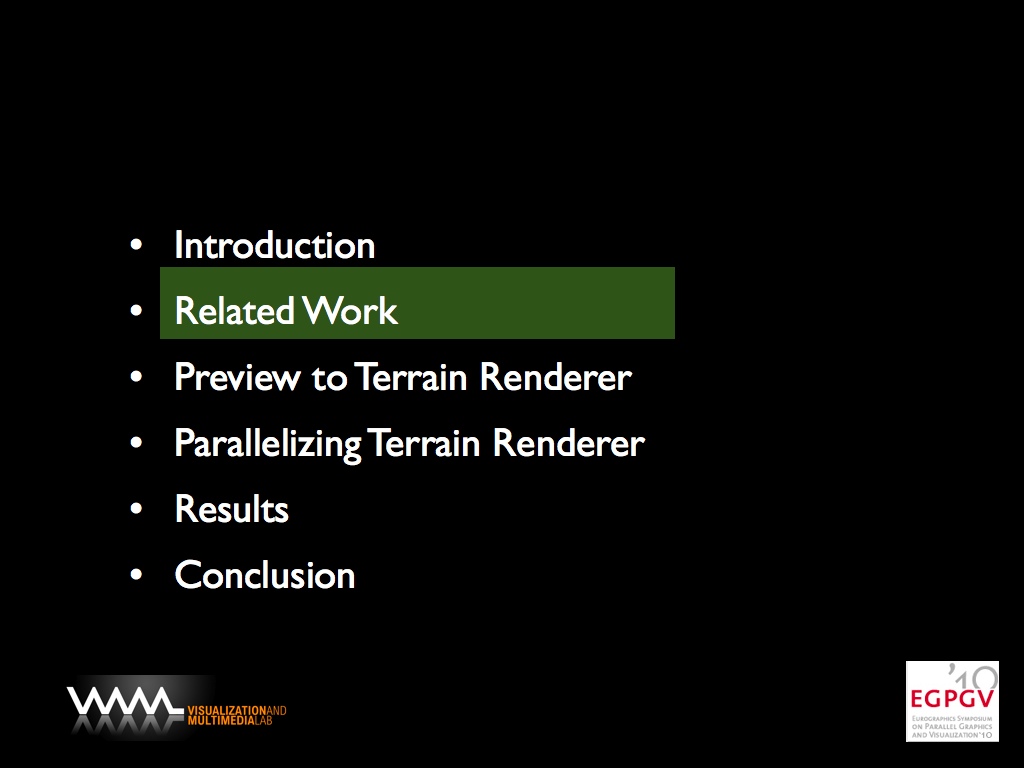 • Introduction
• Related Work
• Preview to Terrain Renderer
• Parallelizing Terrain Renderer
• Results
• Conclusion
VISUALIZATIONAND
MULTIMEDIALAB
'10
EGPGV
EUROGRAPHICS SYMPOSIUM
ON PARALLEL GRAPHICS
AND VISUALIZATION'10